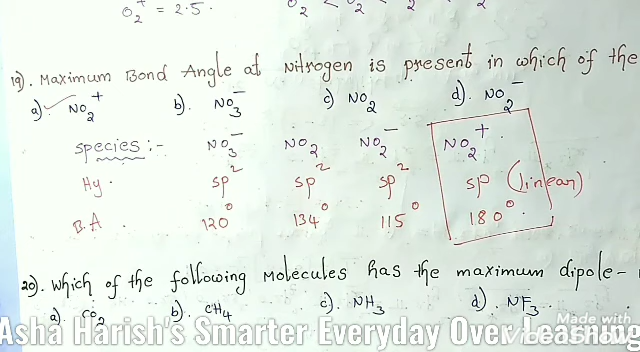 O₂⁺ = 2.5.
19). Maximum Bond Angle at Nitrogen is present in which of the
a) ✓ NO₂⁺ b). NO₃⁻ c) NO₂ d). NO₂⁻
Species :- NO₃⁻ NO₂ NO₂⁻ NO₂⁺
Hy. sp² sp² sp² sp (linear)
B.A 120° 134° 115° 180°.
20). Which of the following Molecules has the maximum dipole-
a). CO₂ b). CH₄ c). NH₃ d). NF₃
Made with
VideoShow
Asha Harish's Smarter Everyday Over Learning